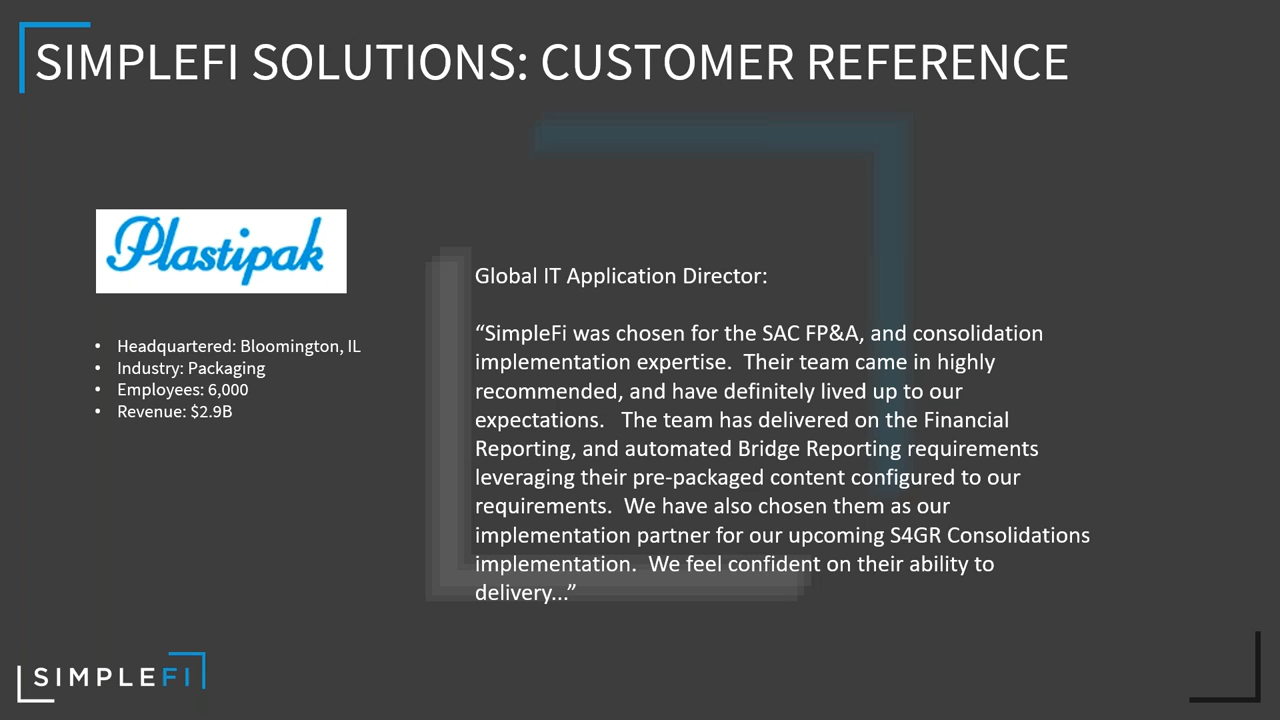 SIMPLEFI SOLUTIONS: CUSTOMER REFERENCE
Plastipak
• Headquartered: Bloomington, IL
• Industry: Packaging
• Employees: 6,000
• Revenue: $2.9B
Global IT Application Director:
“SimpleFi was chosen for the SAC FP&A, and consolidation
implementation expertise.  Their team came in highly
recommended, and have definitely lived up to our
expectations.   The team has delivered on the Financial
Reporting, and automated Bridge Reporting requirements
leveraging their pre-packaged content configured to our
requirements.  We have also chosen them as our
implementation partner for our upcoming S4GR Consolidations
implementation.  We feel confident on their ability to
delivery...”
SIMPLEFI